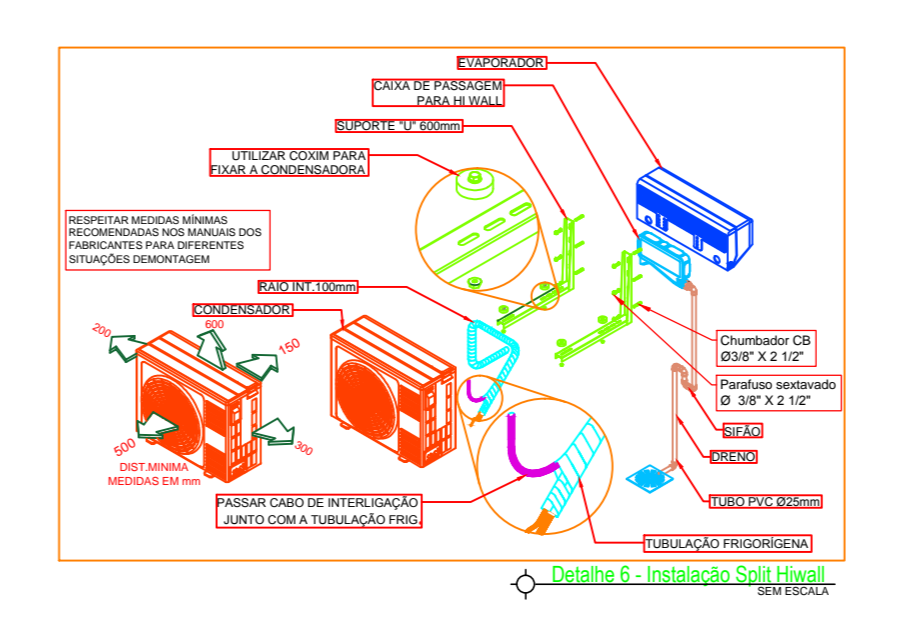 EVAPORADOR
CAIXA DE PASSAGEM
PARA HI WALL
SUPORTE "U" 600mm
UTILIZAR COXIM PARA
FIXAR A CONDENSADORA
RESPEITAR MEDIDAS MÍNIMAS
RECOMENDADAS NOS MANUAIS DOS
FABRICANTES PARA DIFERENTES
SITUAÇÕES DEMONTAGEM
RAIO INT.100mm
CONDENSADOR
200
600
150
500
300
DIST.MINIMA
MEDIDAS EM mm
Chumbador CB
Ø3/8" X 2 1/2"
Parafuso sextavado
Ø 3/8" X 2 1/2"
SIFÃO
DRENO
TUBO PVC Ø25mm
PASSAR CABO DE INTERLIGAÇÃO
JUNTO COM A TUBULAÇÃO FRIG.
TUBULAÇÃO FRIGORÍGENA
Detalhe 6 - Instalação Split Hiwall
SEM ESCALA